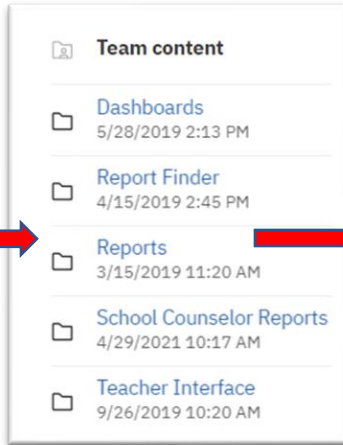 Team content
Dashboards
5/28/2019 2:13 PM
Report Finder
4/15/2019 2:45 PM
Reports
3/15/2019 11:20 AM
School Counselor Reports
4/29/2021 10:17 AM
Teacher Interface
9/26/2019 10:20 AM